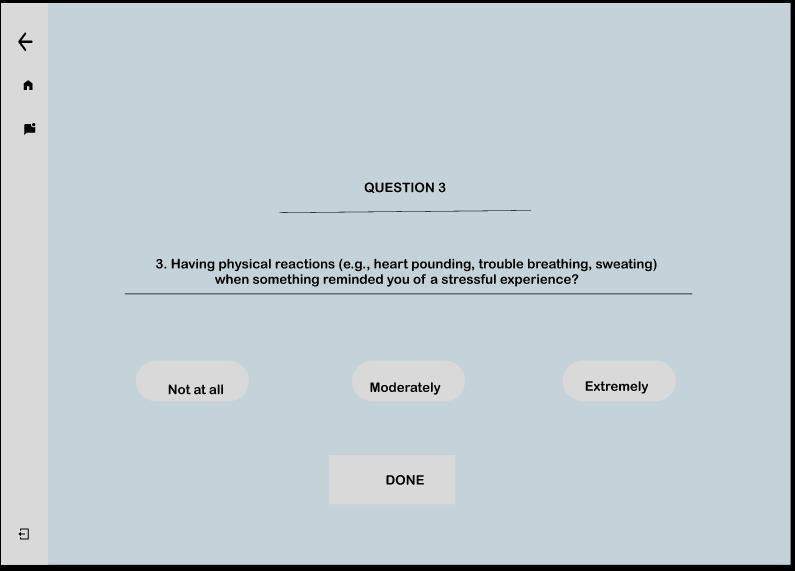 QUESTION 3
3. Having physical reactions (e.g., heart pounding, trouble breathing, sweating)
when something reminded you of a stressful experience?
Not at all
Moderately
Extremely
DONE